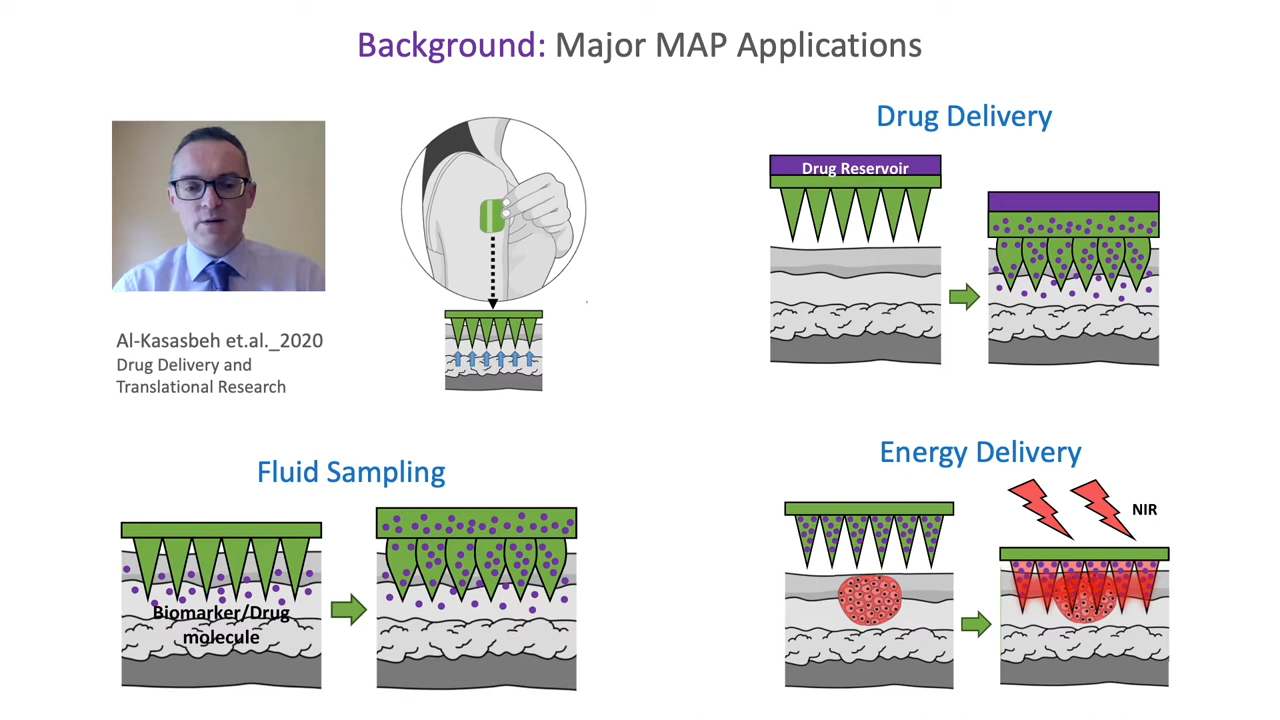 Background: Major MAP Applications
Al-Kasasbeh et.al._2020
Drug Delivery and
Translational Research
Drug Delivery
Drug Reservoir
Fluid Sampling
Biomarker/Drug
molecule
Energy Delivery
NIR